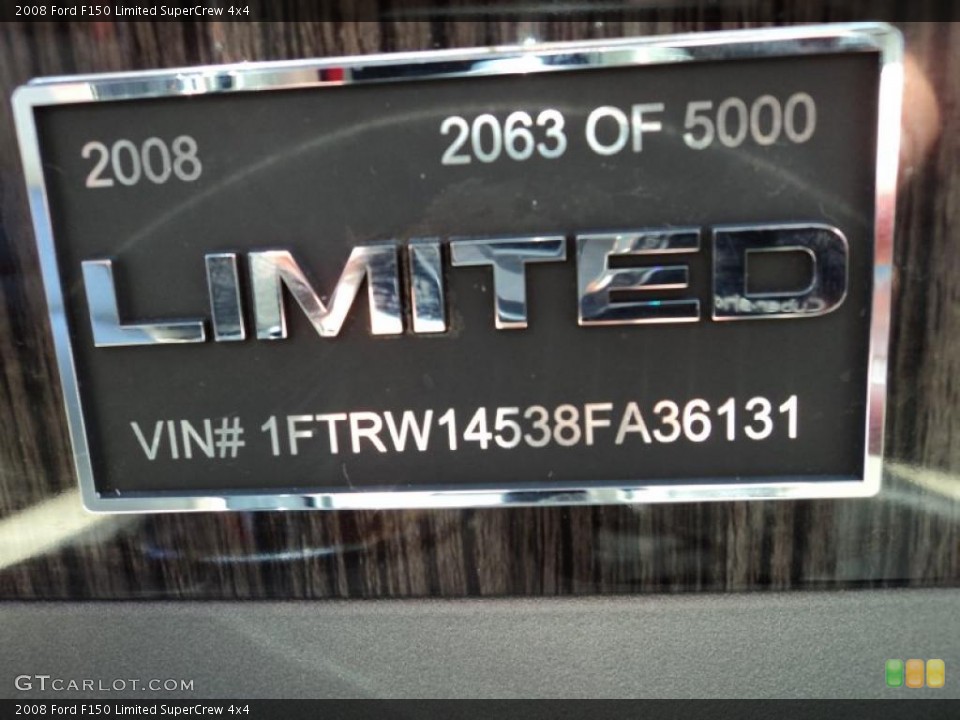 2008 Ford F150 Limited SuperCrew 4x4
2008 2063 OF 5000
LIMITED
VIN# 1FTRW14538FA36131
GTCARLOT.COM
2008 Ford F150 Limited SuperCrew 4x4